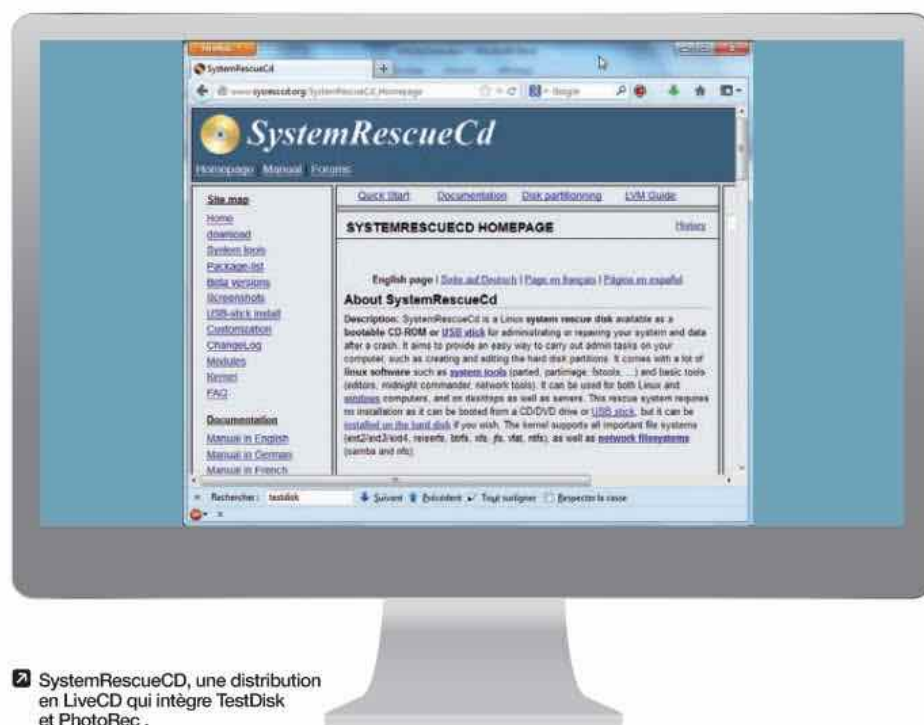 SystemRescueCd
www.sysresccd.org/SystemRescueCd_Homepage
Google
SystemRescueCd
Homepage Manual Forums
Site map
Home
download
System tools
Package-list
Beta versions
Screenshots
USB-stick install
Customization
ChangeLog
Modules
Kernel
FAQ
Documentation
Manual in English
Manual in German
Manual in French
Quick Start Documentation Disk partitionning LVM Guide
SYSTEMRESCUECD HOMEPAGE History
English page | Seite auf Deutsch | Page en français | Página en español
About SystemRescueCd
Description: SystemRescueCd is a Linux system rescue disk available as a
bootable CD-ROM or USB stick for administrating or repairing your system and data
after a crash. It aims to provide an easy way to carry out admin tasks on your
computer, such as creating and editing the hard disk partitions. It comes with a lot of
linux software such as system tools (parted, partimage, fstools, ...) and basic tools
(editors, midnight commander, network tools). It can be used for both Linux and
windows computers, and on desktops as well as servers. This rescue system requires
no installation as it can be booted from a CD/DVD drive or USB stick, but it can be
installed on the hard disk if you wish. The kernel supports all important file systems
(ext2/ext3/ext4, reiserfs, btrfs, xfs, jfs, vfat, ntfs), as well as network filesystems
(samba and nfs).
Rechercher : testdisk Suivant Précédent Tout surligner Respecter la casse
SystemRescueCD, une distribution
en LiveCD qui intègre TestDisk
et PhotoRec .